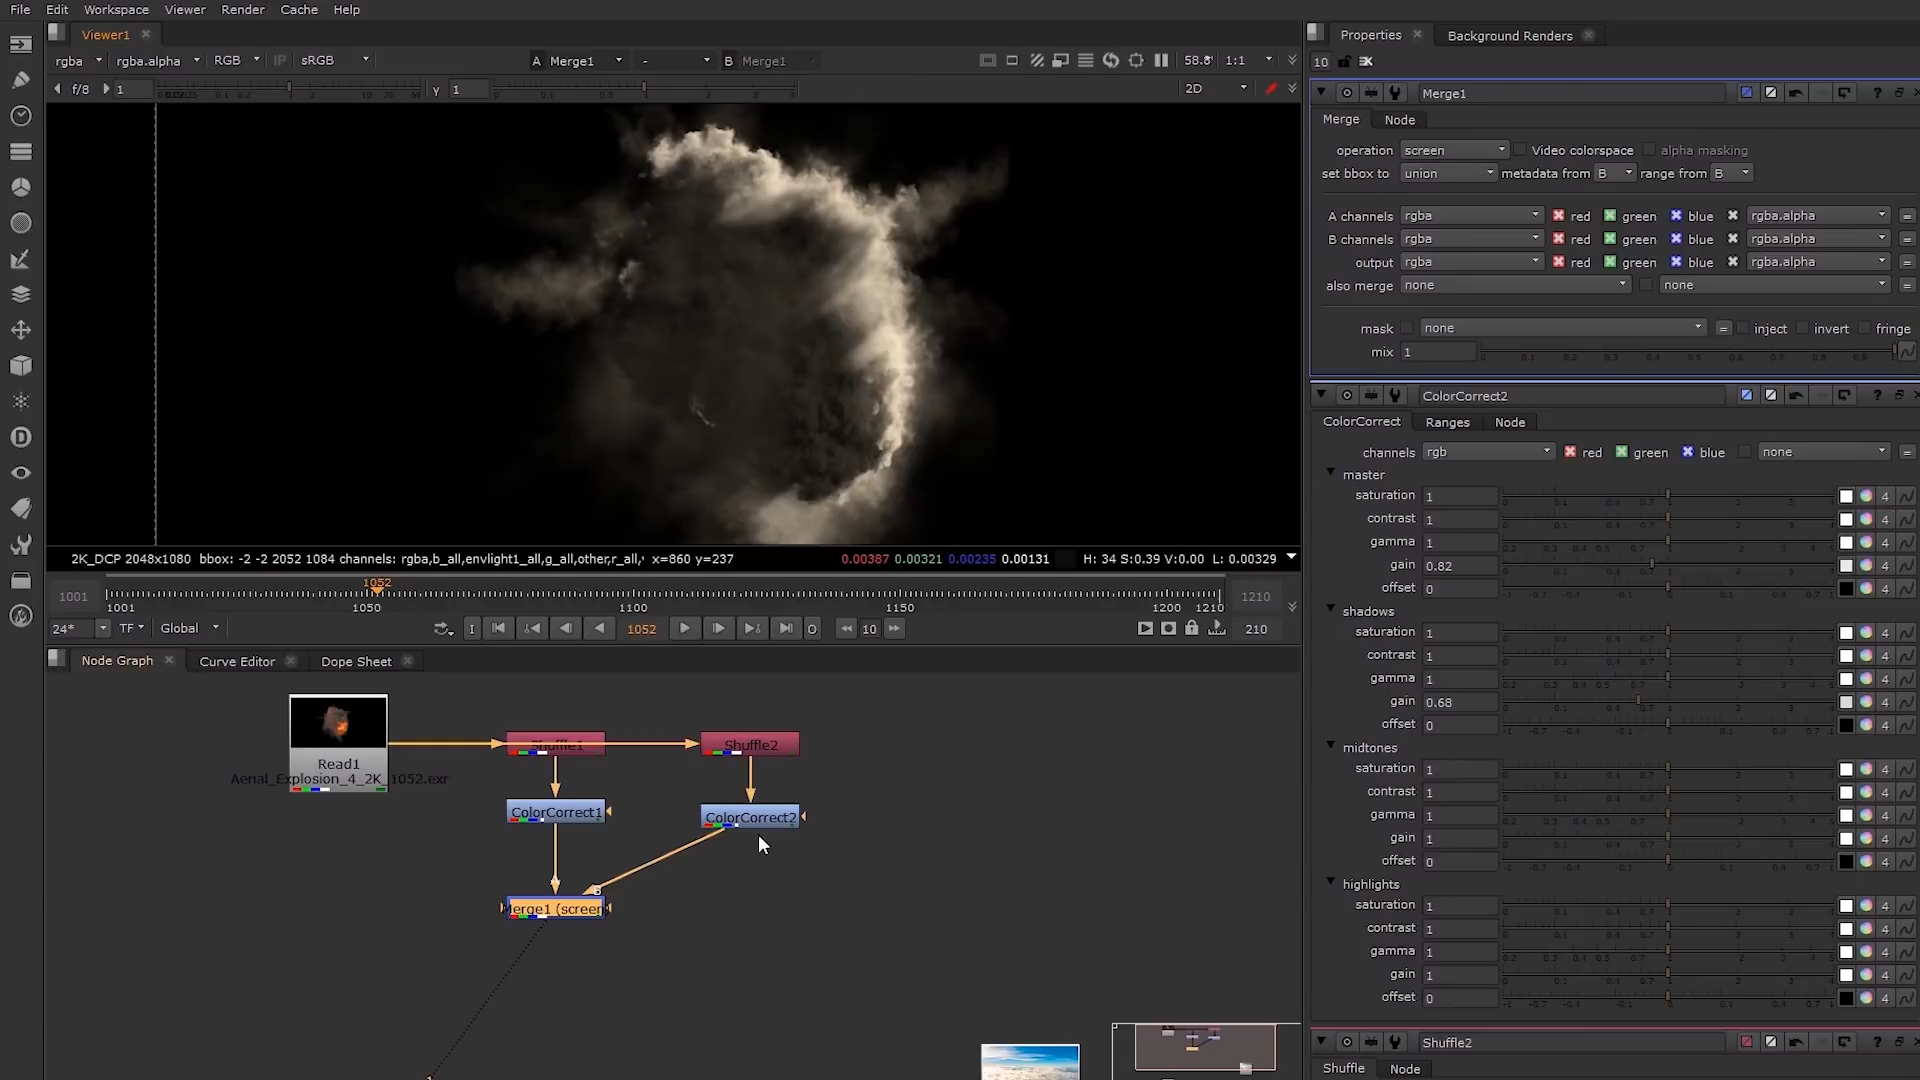 File Edit Workspace Viewer Render Cache Help
Viewer1
Properties Background Renders
rgba rgba.alpha RGB IP sRGB A Merge1 - B Merge1 1:1
10
f/8 1 y 1 2D
Merge1
Merge Node
operation screen Video colorspace alpha masking
set bbox to union metadata from B range from B
A channels rgba red green blue rgba.alpha
B channels rgba red green blue rgba.alpha
output rgba red green blue rgba.alpha
also merge none none
mask none inject invert fringe
mix 1
ColorCorrect2
ColorCorrect Ranges Node
channels rgb red green blue none
master
saturation 1
contrast 1
gamma 1
gain 0.82
offset 0
shadows
saturation 1
contrast 1
gamma 1
gain 0.68
offset 0
midtones
saturation 1
contrast 1
gamma 1
gain 1
offset 0
highlights
saturation 1
contrast 1
gamma 1
gain 1
offset 0
Shuffle2
Shuffle Node
2K_DCP 2048x1080 bbox: -2 -2 2052 1084 channels: rgba,b_all,envlight1_all,g_all,other,r_all, x=860 y=237 0.00387 0.00321 0.00235 0.00131 H: 34 S:0.39 V:0.00 L: 0.00329
1052
1001 1210
1001 1050 1100 1150 1200 1210
24* TF Global I 1052 O 10 210
Node Graph Curve Editor Dope Sheet
Read1
Aerial_Explosion_4_2K_1052.exr
Shuffle1 Shuffle2
ColorCorrect1 ColorCorrect2
B
Merge1 (screen